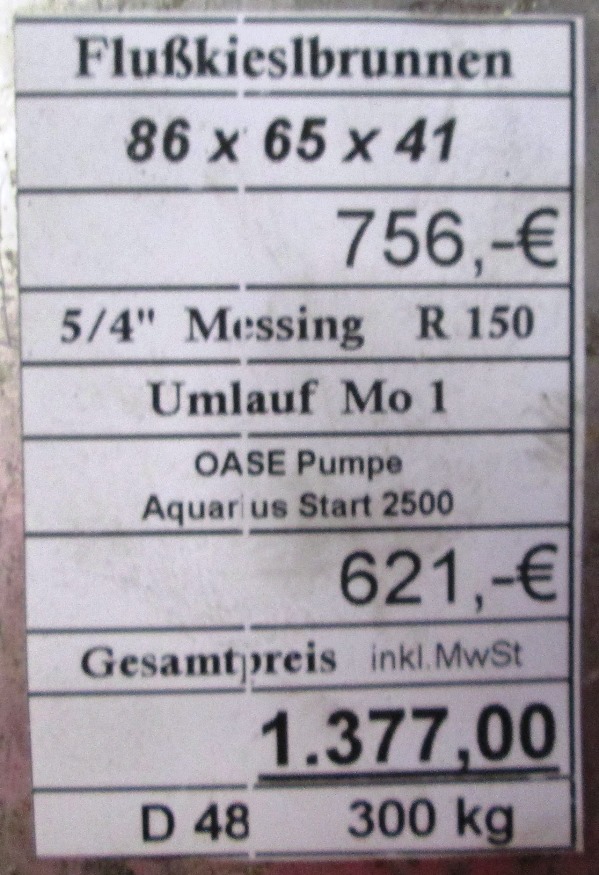 Flußkieslbrunnen
86 x 65 x 41
756,-€
5/4" Messing R 150
Umlauf Mo 1
OASE Pumpe
Aquarius Start 2500
621,-€
Gesamtpreis inkl.MwSt
1.377,00
D 48 300 kg